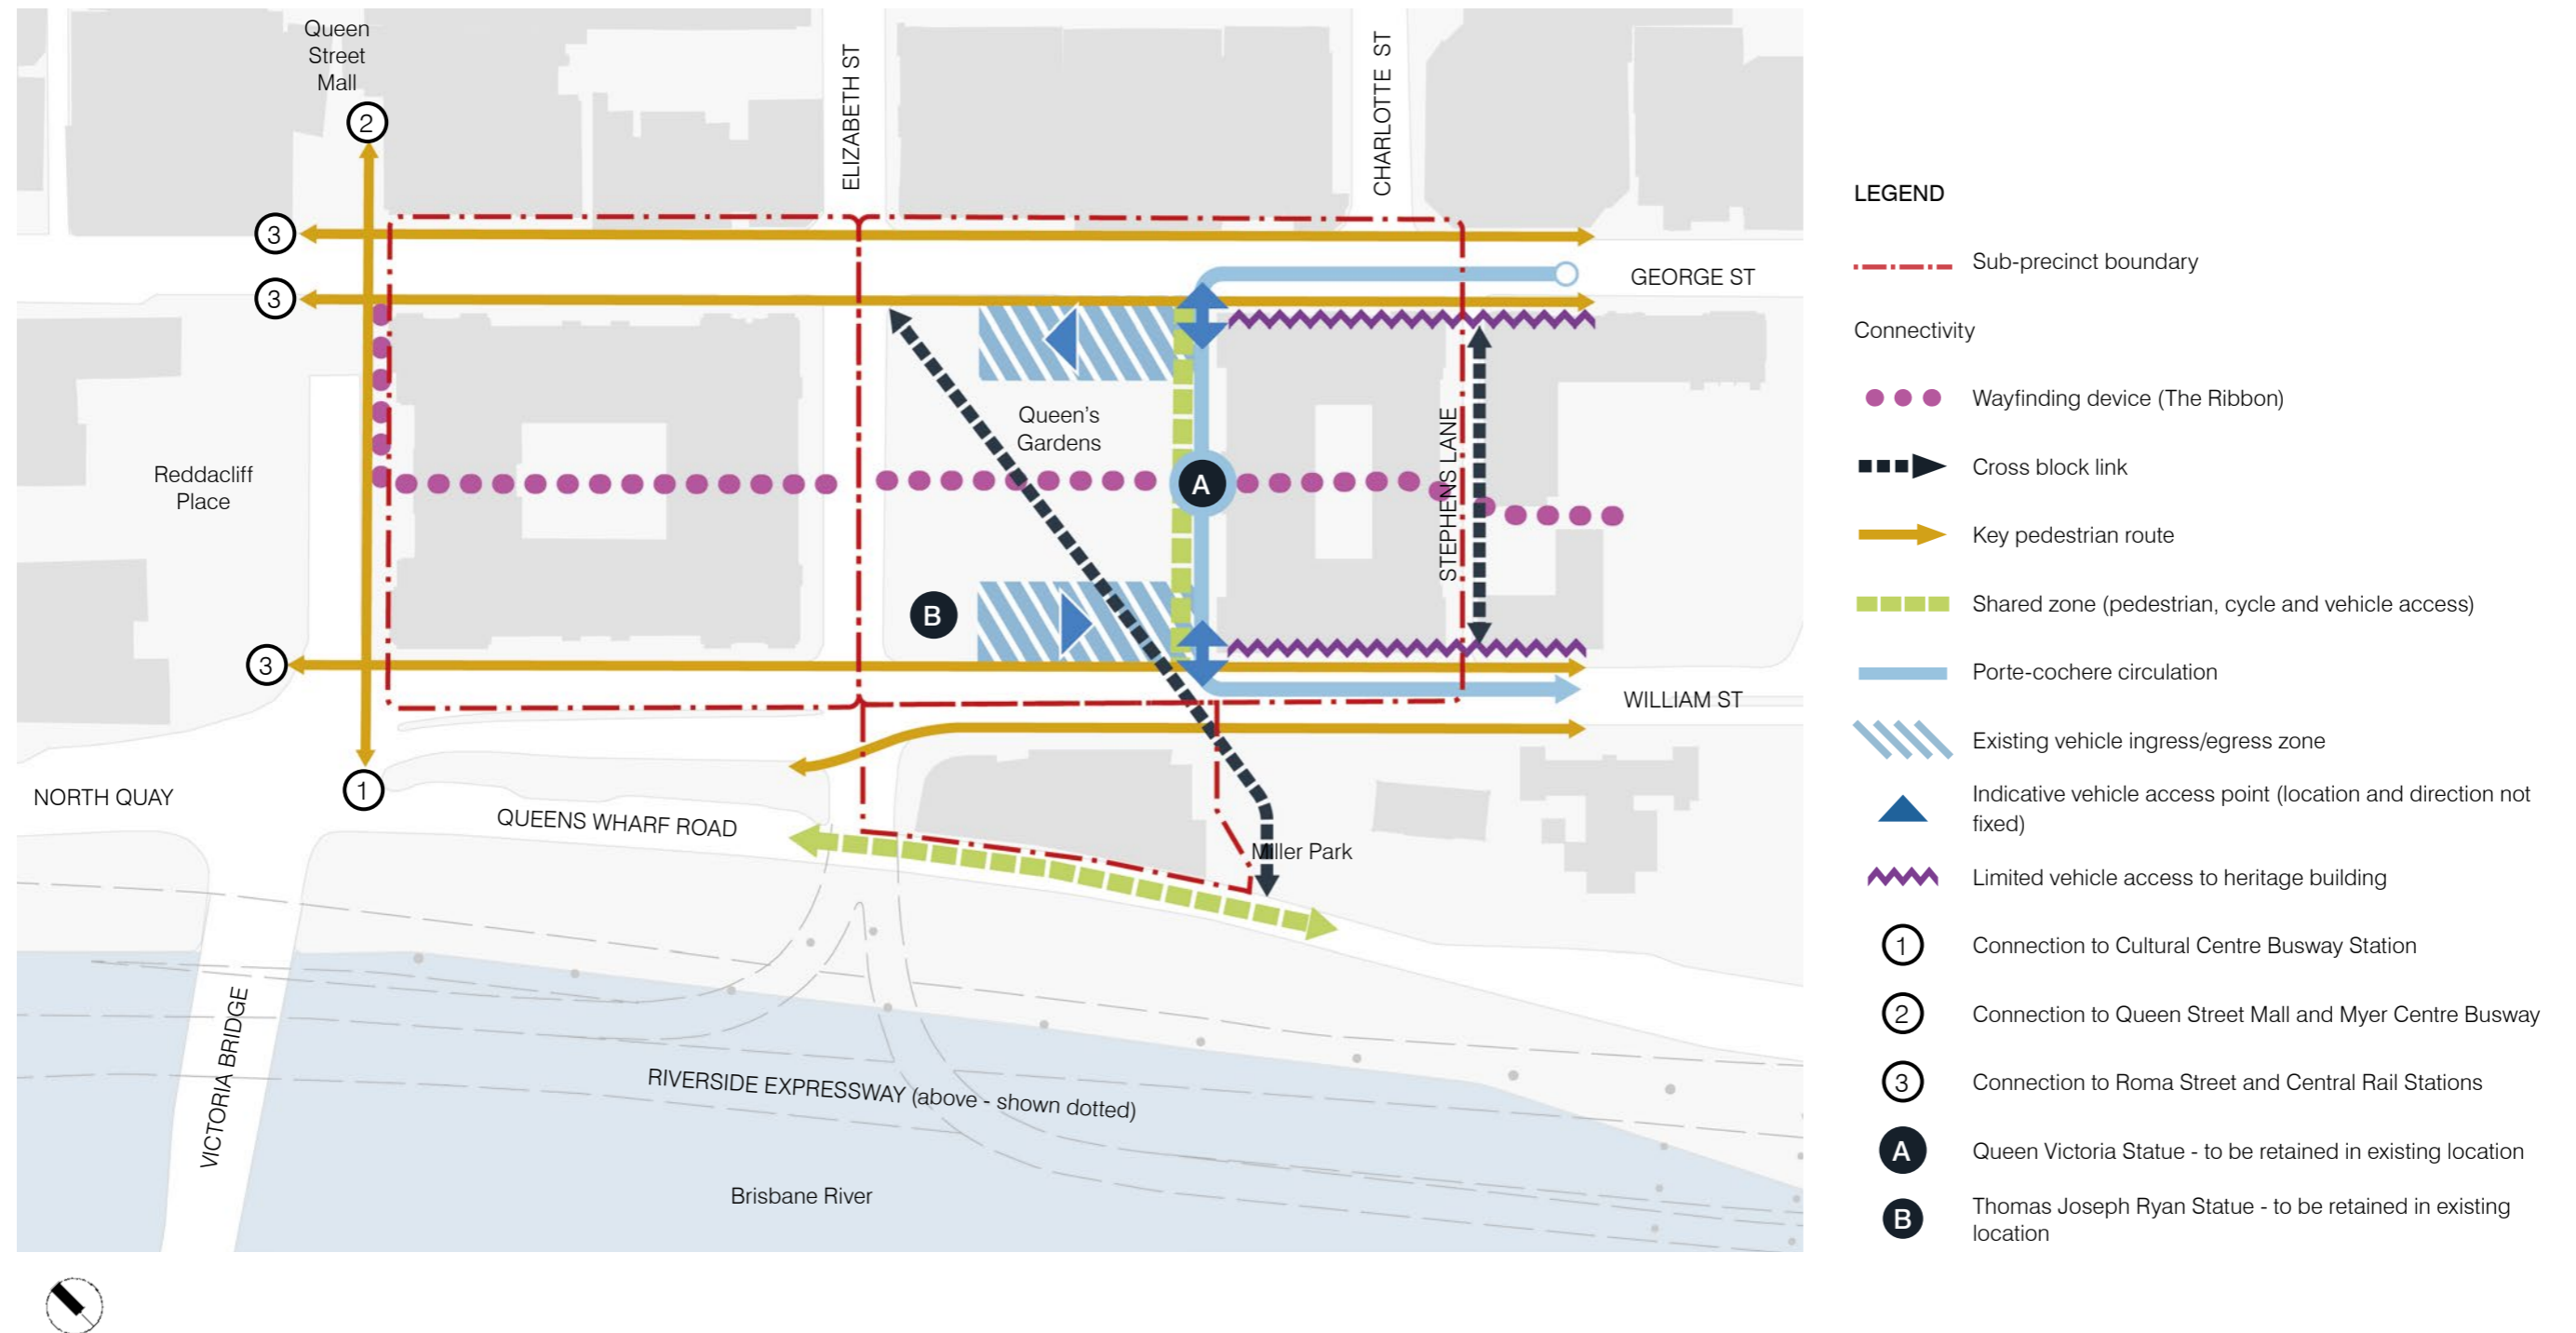 Queen
Street
Mall
2
ELIZABETH ST
CHARLOTTE ST
3
3
GEORGE ST
Queen's
Gardens
Reddacliff
Place
A
STEPHENS LANE
B
3
WILLIAM ST
1
NORTH QUAY
QUEENS WHARF ROAD
Miller Park
VICTORIA BRIDGE
RIVERSIDE EXPRESSWAY (above - shown dotted)
Brisbane River
LEGEND
Sub-precinct boundary
Connectivity
Wayfinding device (The Ribbon)
Cross block link
Key pedestrian route
Shared zone (pedestrian, cycle and vehicle access)
Porte-cochere circulation
Existing vehicle ingress/egress zone
Indicative vehicle access point (location and direction not
fixed)
Limited vehicle access to heritage building
1 Connection to Cultural Centre Busway Station
2 Connection to Queen Street Mall and Myer Centre Busway
3 Connection to Roma Street and Central Rail Stations
A Queen Victoria Statue - to be retained in existing location
B Thomas Joseph Ryan Statue - to be retained in existing
location